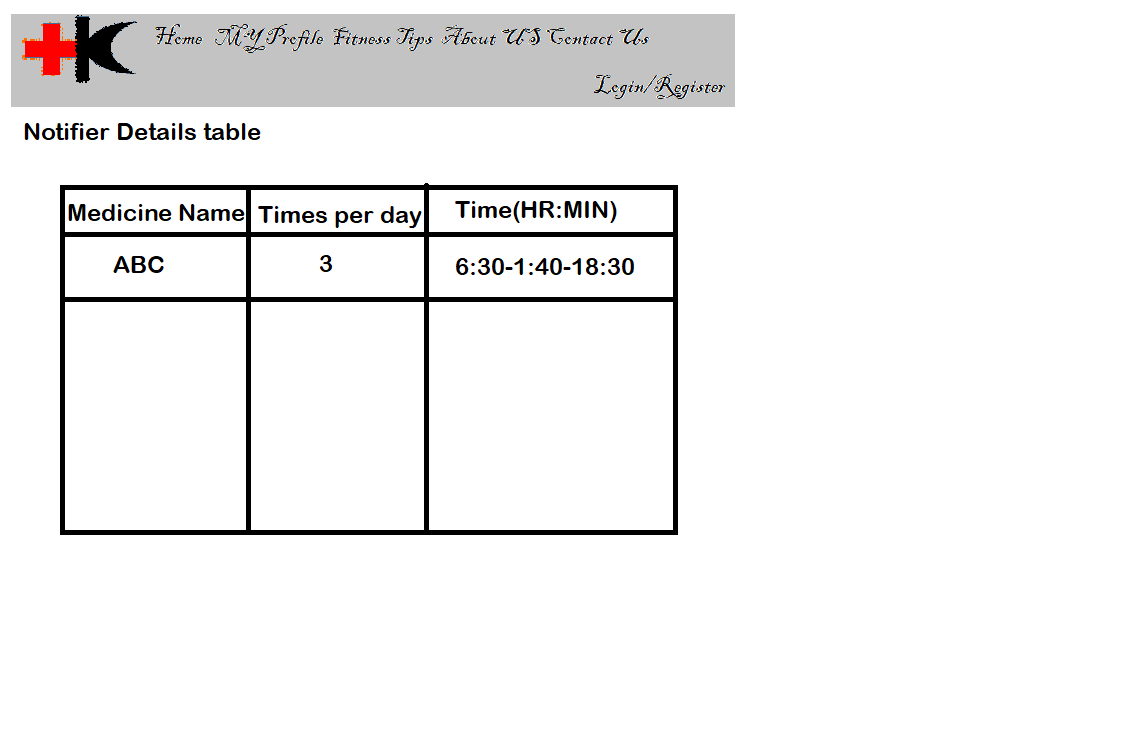 K Home MY Profile Fitness Tips About US Contact Us
Login/Register
Notifier Details table
Medicine Name Times per day Time(HR:MIN)
ABC 3 6:30-1:40-18:30